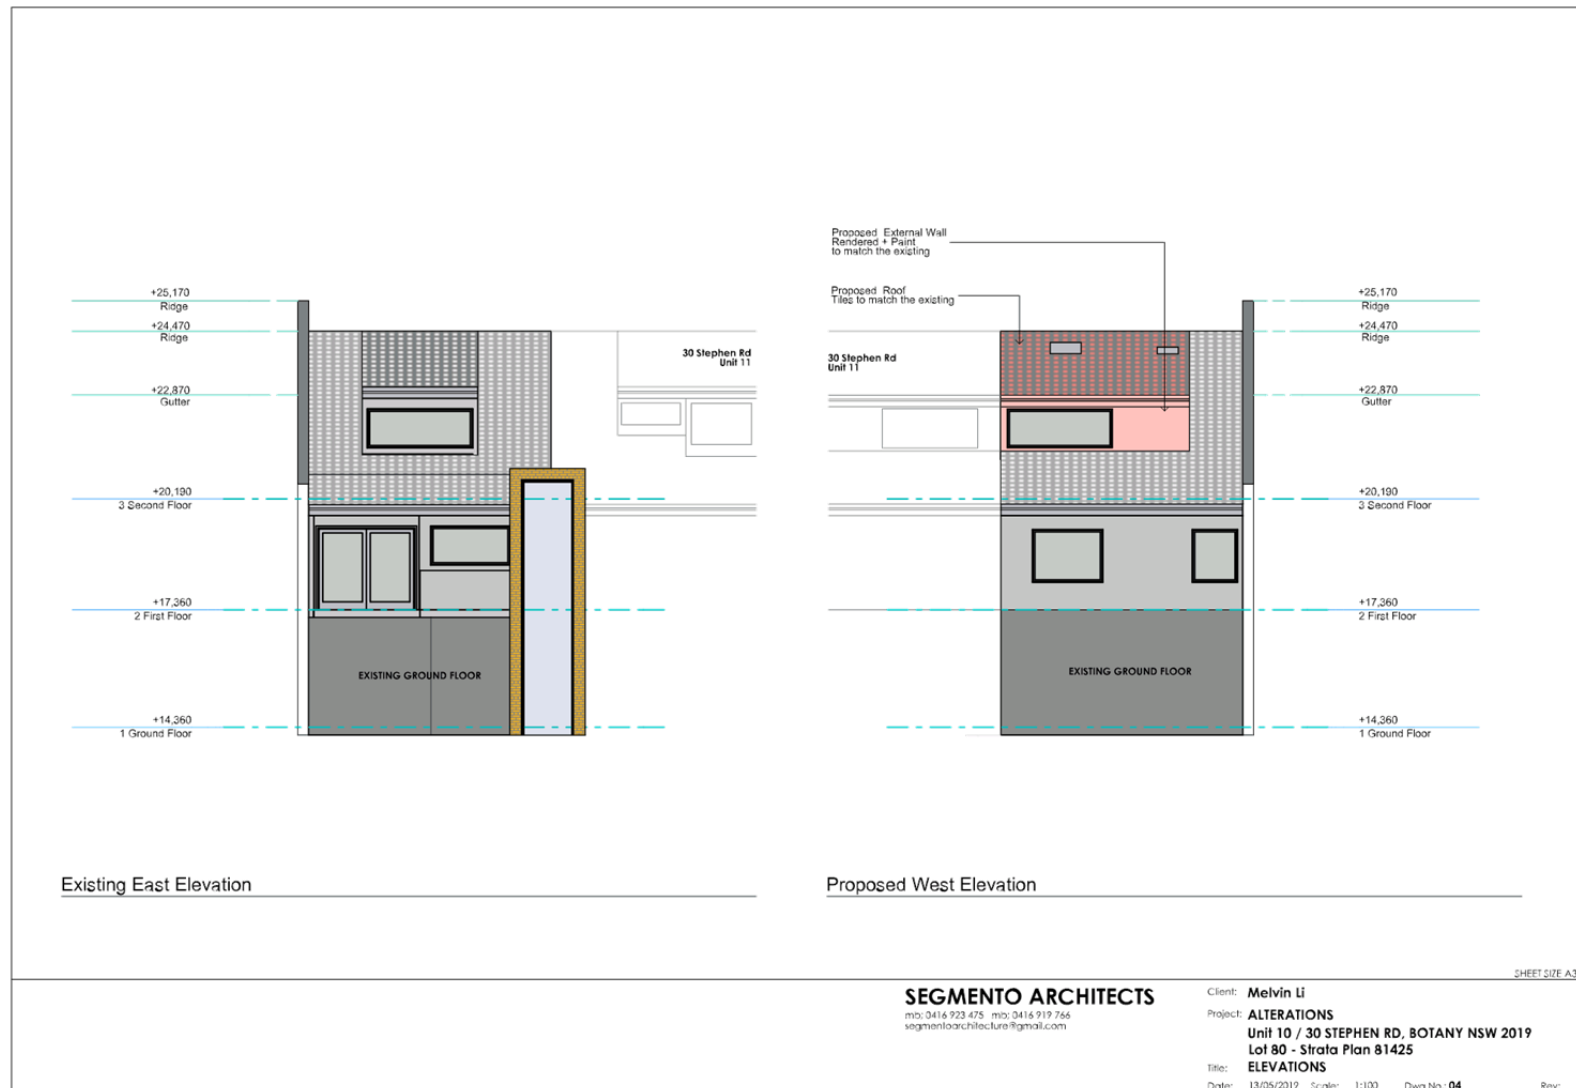 Proposed External Wall
Rendered + Paint
to match the existing
Proposed Roof
Tiles to match the existing
+25,170
Ridge
+24,470
Ridge
+22,870
Gutter
+20,190
3 Second Floor
+17,360
2 First Floor
+14,360
1 Ground Floor
30 Stephen Rd
Unit 11
EXISTING GROUND FLOOR
30 Stephen Rd
Unit 11
EXISTING GROUND FLOOR
+25,170
Ridge
+24,470
Ridge
+22,870
Gutter
+20,190
3 Second Floor
+17,360
2 First Floor
+14,360
1 Ground Floor
Existing East Elevation
Proposed West Elevation
SHEET SIZE A3
SEGMENTO ARCHITECTS
mb: 0416 923 475 mb: 0416 919 766
segmentoarchitecture@gmail.com
Client: Melvin Li
Project: ALTERATIONS
Unit 10 / 30 STEPHEN RD, BOTANY NSW 2019
Lot 80 - Strata Plan 81425
Title: ELEVATIONS
Date: 13/05/2019 Scale: 1:100 Dwg No.: 04 Rev: